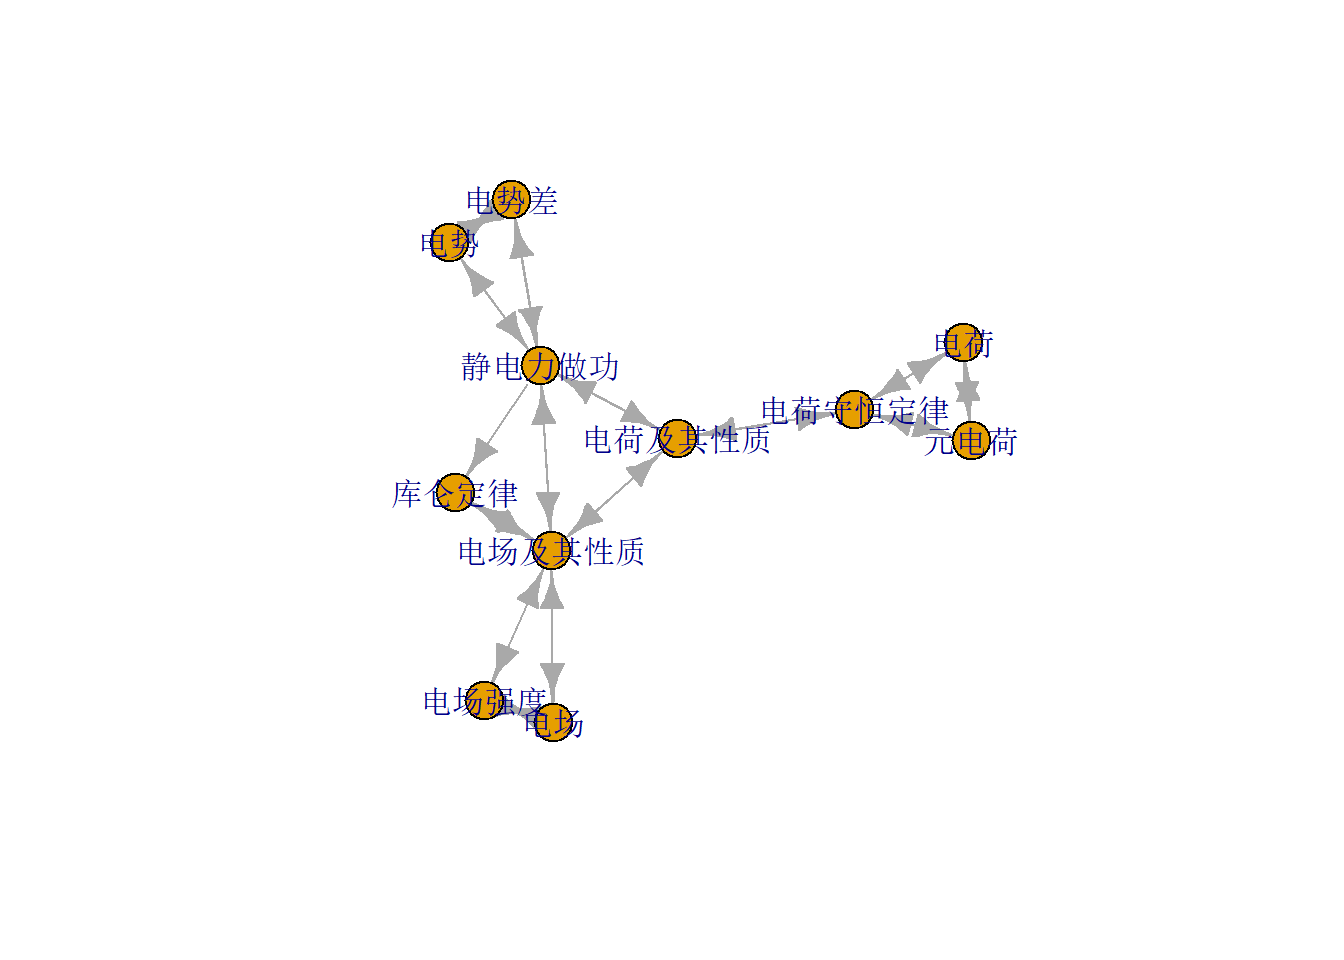 电势差
电势
电荷
静电力做功
电荷守恒定律
电荷及其性质
元电荷
库仑定律
电场及其性质
电场强度
电场